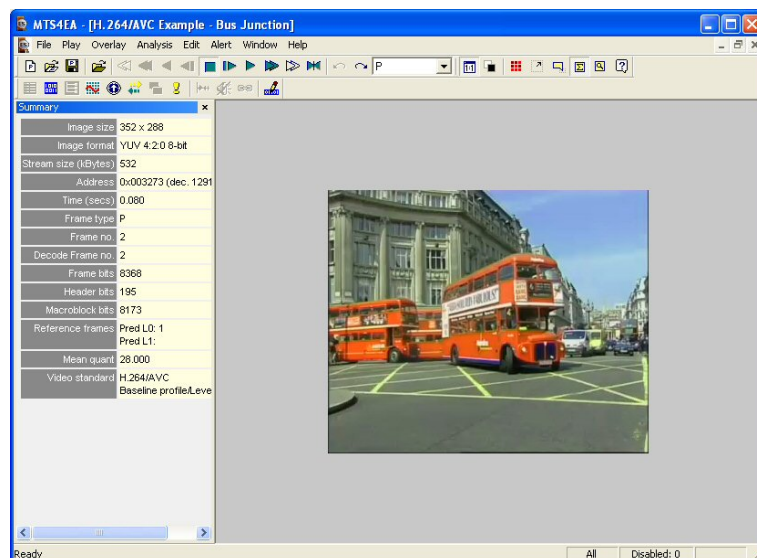 MTS4EA - [H.264/AVC Example - Bus Junction]
File Play Overlay Analysis Edit Alert Window Help
P
1:1
Summary
Image size 352 x 288
Image format YUV 4:2:0 8-bit
Stream size (kBytes) 532
Address 0x003273 (dec. 1291
Time (secs) 0.080
Frame type P
Frame no. 2
Decode Frame no. 2
Frame bits 8368
Header bits 195
Macroblock bits 8173
Reference frames Pred L0: 1
Pred L1:
Mean quant 28.000
Video standard H.264/AVC
Baseline profile/Leve
Ready
All Disabled: 0